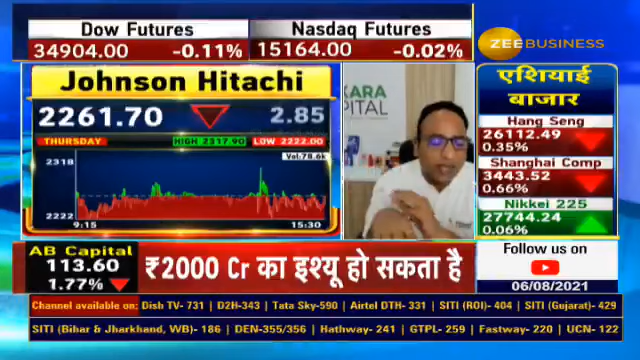 Dow Futures
34904.00 -0.11%
Nasdaq Futures
15164.00 -0.02%
ZEE BUSINESS
Johnson Hitachi
2261.70 2.85
THURSDAY HIGH 2317.90 LOW 2222.00
Vol:78.6k
2318
2222
9:15 15:30
KARA
PITAL
एशियाई
बाजार
Hang Seng
26112.49
0.35%
Shanghai Comp
3443.52
0.66%
Nikkei 225
27744.24
0.06%
AB Capital
113.60
1.77%
₹2000 Cr का इश्यू हो सकता है
Follow us on
06/08/2021
Channel available on: Dish TV- 731 | D2H-343 | Tata Sky-590 | Airtel DTH- 331 | SITI (ROI)- 404 | SITI (Gujarat)- 429
SITI (Bihar & Jharkhand, WB)- 186 | DEN-355/356 | Hathway- 241 | GTPL- 259 | Fastway- 220 | UCN- 122